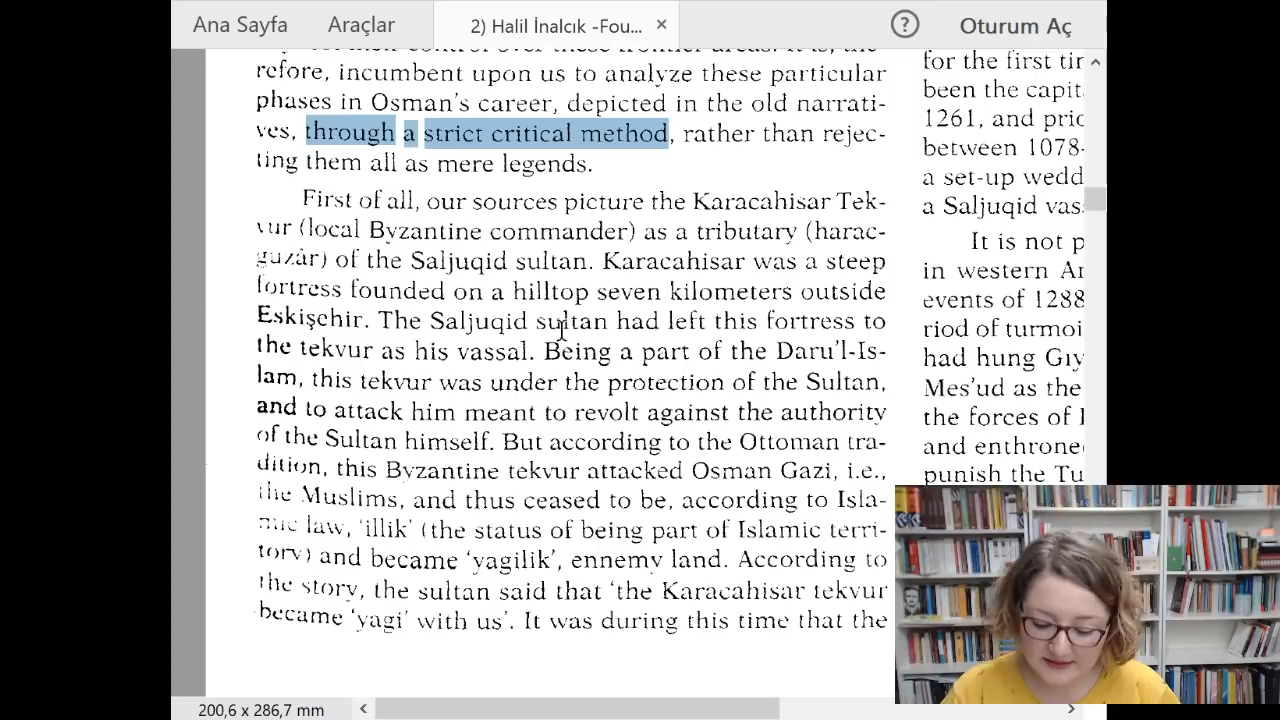 Ana Sayfa
Araçlar
2) Halil İnalcık -Fou...
Oturum Aç
refore, incumbent upon us to analyze these particular
phases in Osman's career, depicted in the old narrati-
ves, through a strict critical method, rather than rejec-
ting them all as mere legends.
First of all, our sources picture the Karacahisar Tek-
vur (local Byzantine commander) as a tributary (harac-
guzâr) of the Saljuqid sultan. Karacahisar was a steep
fortress founded on a hilltop seven kilometers outside
Eskişehir. The Saljuqid sultan had left this fortress to
the tekvur as his vassal. Being a part of the Daru'l-Is-
lam, this tekvur was under the protection of the Sultan,
and to attack him meant to revolt against the authority
of the Sultan himself. But according to the Ottoman tra-
dition, this Byzantine tekvur attacked Osman Gazi, i.e.,
the Muslims, and thus ceased to be, according to Isla-
mic law, 'illik' (the status of being part of Islamic terri-
tory) and became 'yagilik', ennemy land. According to
the story, the sultan said that 'the Karacahisar tekvur
became 'yagi' with us'. It was during this time that the
for the first tir
been the capit
1261, and pric
between 1078-
a set-up wedd
a Saljuqid vas
It is not p
in western Ar
events of 1288
riod of turmoi
had hung Gıy
Mes'ud as the
the forces of
and enthrone
punish the Tu
200,6 x 286,7 mm